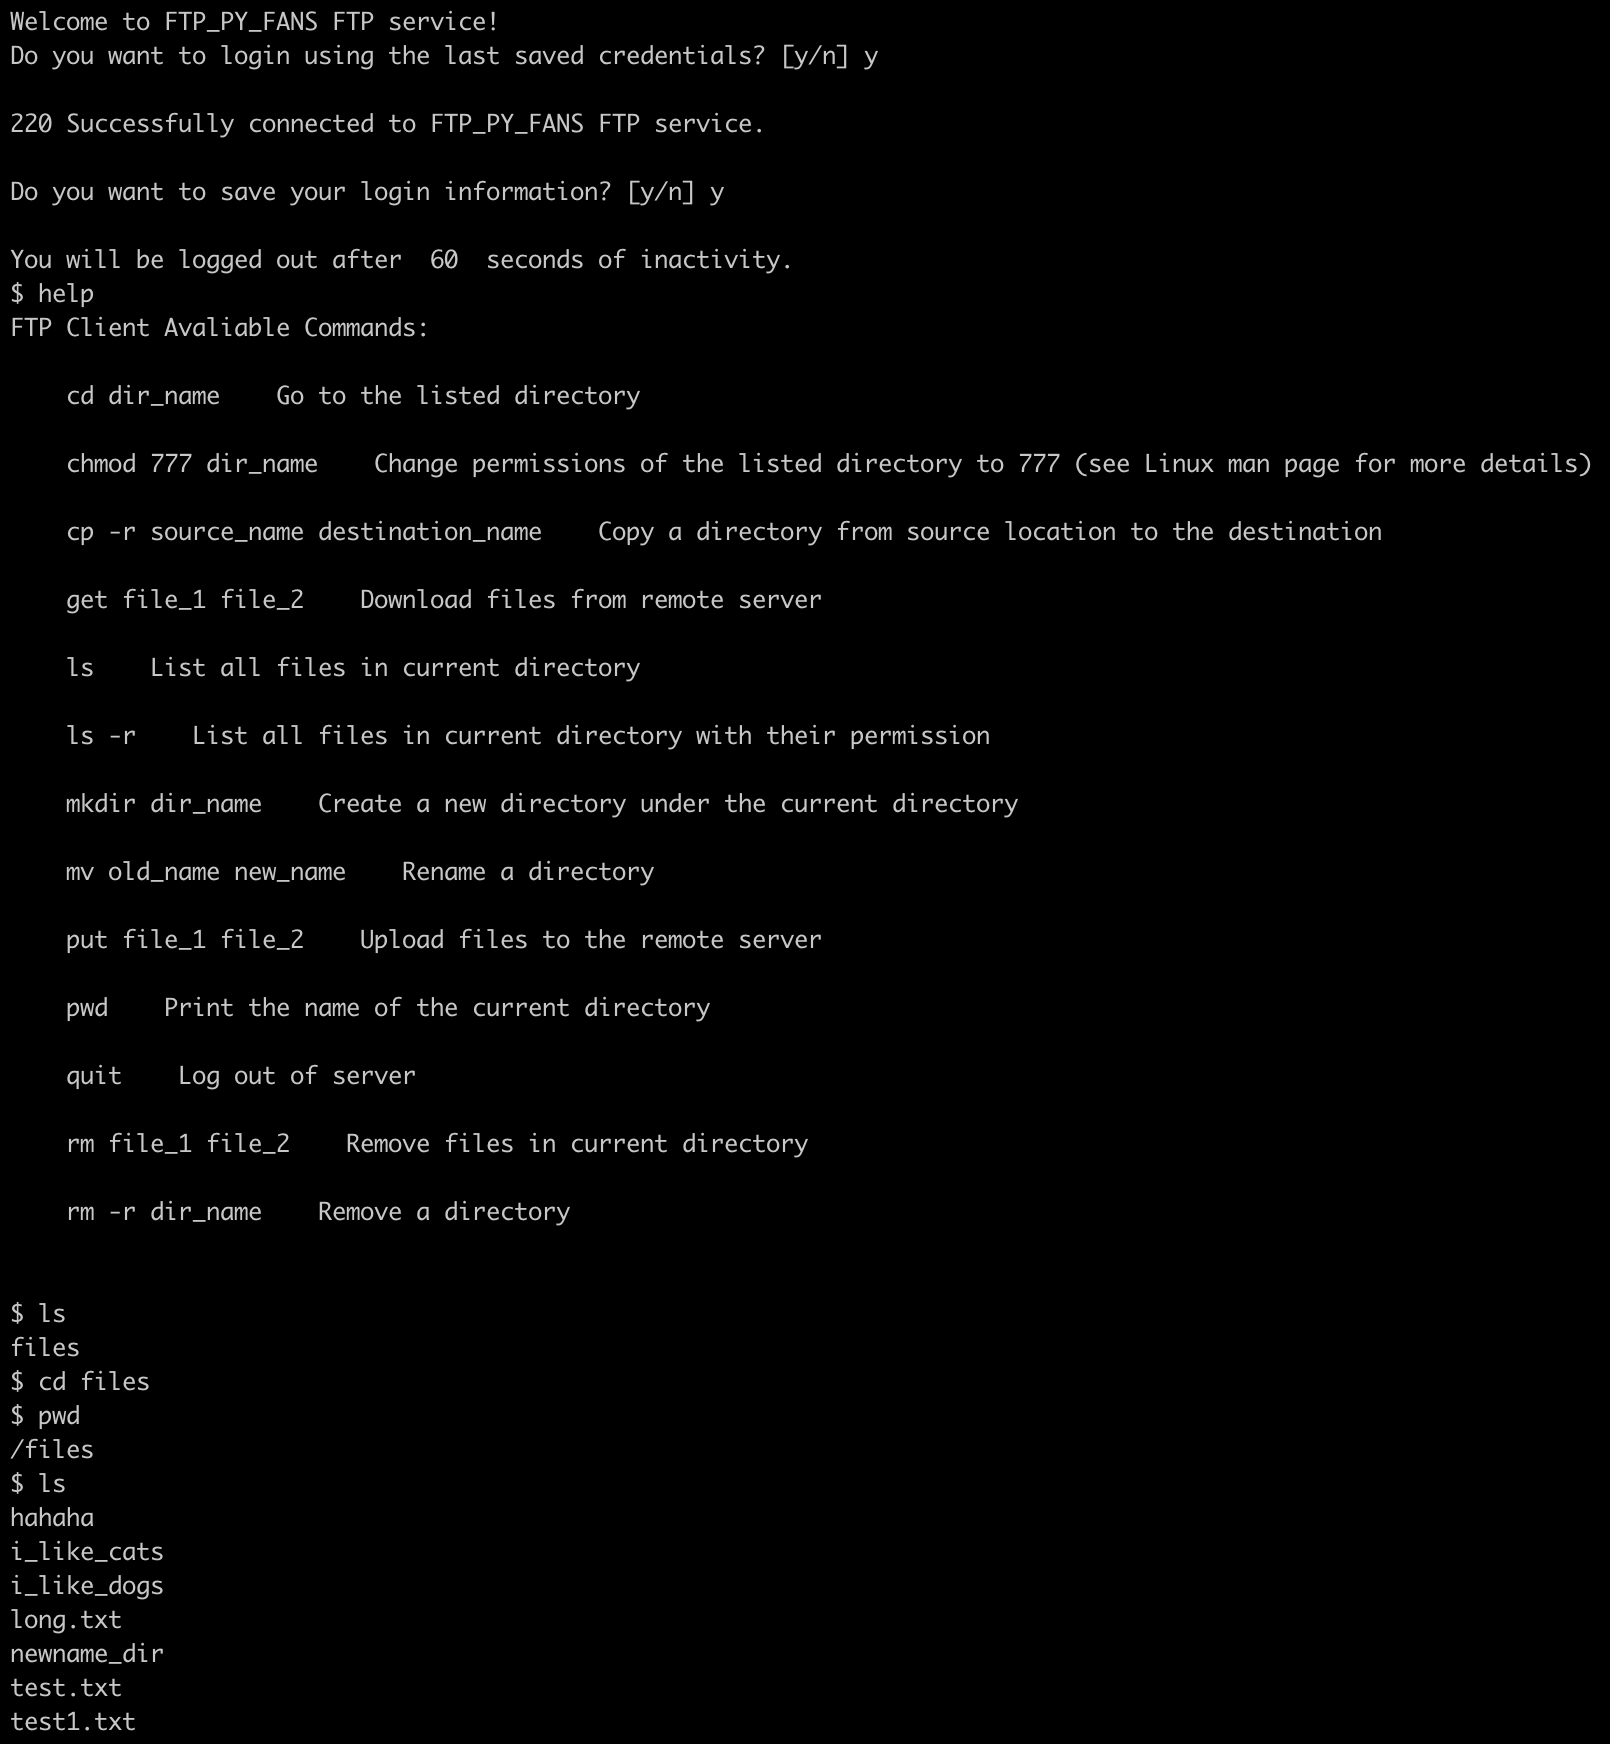 Welcome to FTP_PY_FANS FTP service!
Do you want to login using the last saved credentials? [y/n] y
220 Successfully connected to FTP_PY_FANS FTP service.
Do you want to save your login information? [y/n] y
You will be logged out after  60  seconds of inactivity.
$ help
FTP Client Avaliable Commands:
    cd dir_name    Go to the listed directory
    chmod 777 dir_name    Change permissions of the listed directory to 777 (see Linux man page for more details)
    cp -r source_name destination_name    Copy a directory from source location to the destination
    get file_1 file_2    Download files from remote server
    ls    List all files in current directory
    ls -r    List all files in current directory with their permission
    mkdir dir_name    Create a new directory under the current directory
    mv old_name new_name    Rename a directory
    put file_1 file_2    Upload files to the remote server
    pwd    Print the name of the current directory
    quit    Log out of server
    rm file_1 file_2    Remove files in current directory
    rm -r dir_name    Remove a directory
$ ls
files
$ cd files
$ pwd
/files
$ ls
hahaha
i_like_cats
i_like_dogs
long.txt
newname_dir
test.txt
test1.txt